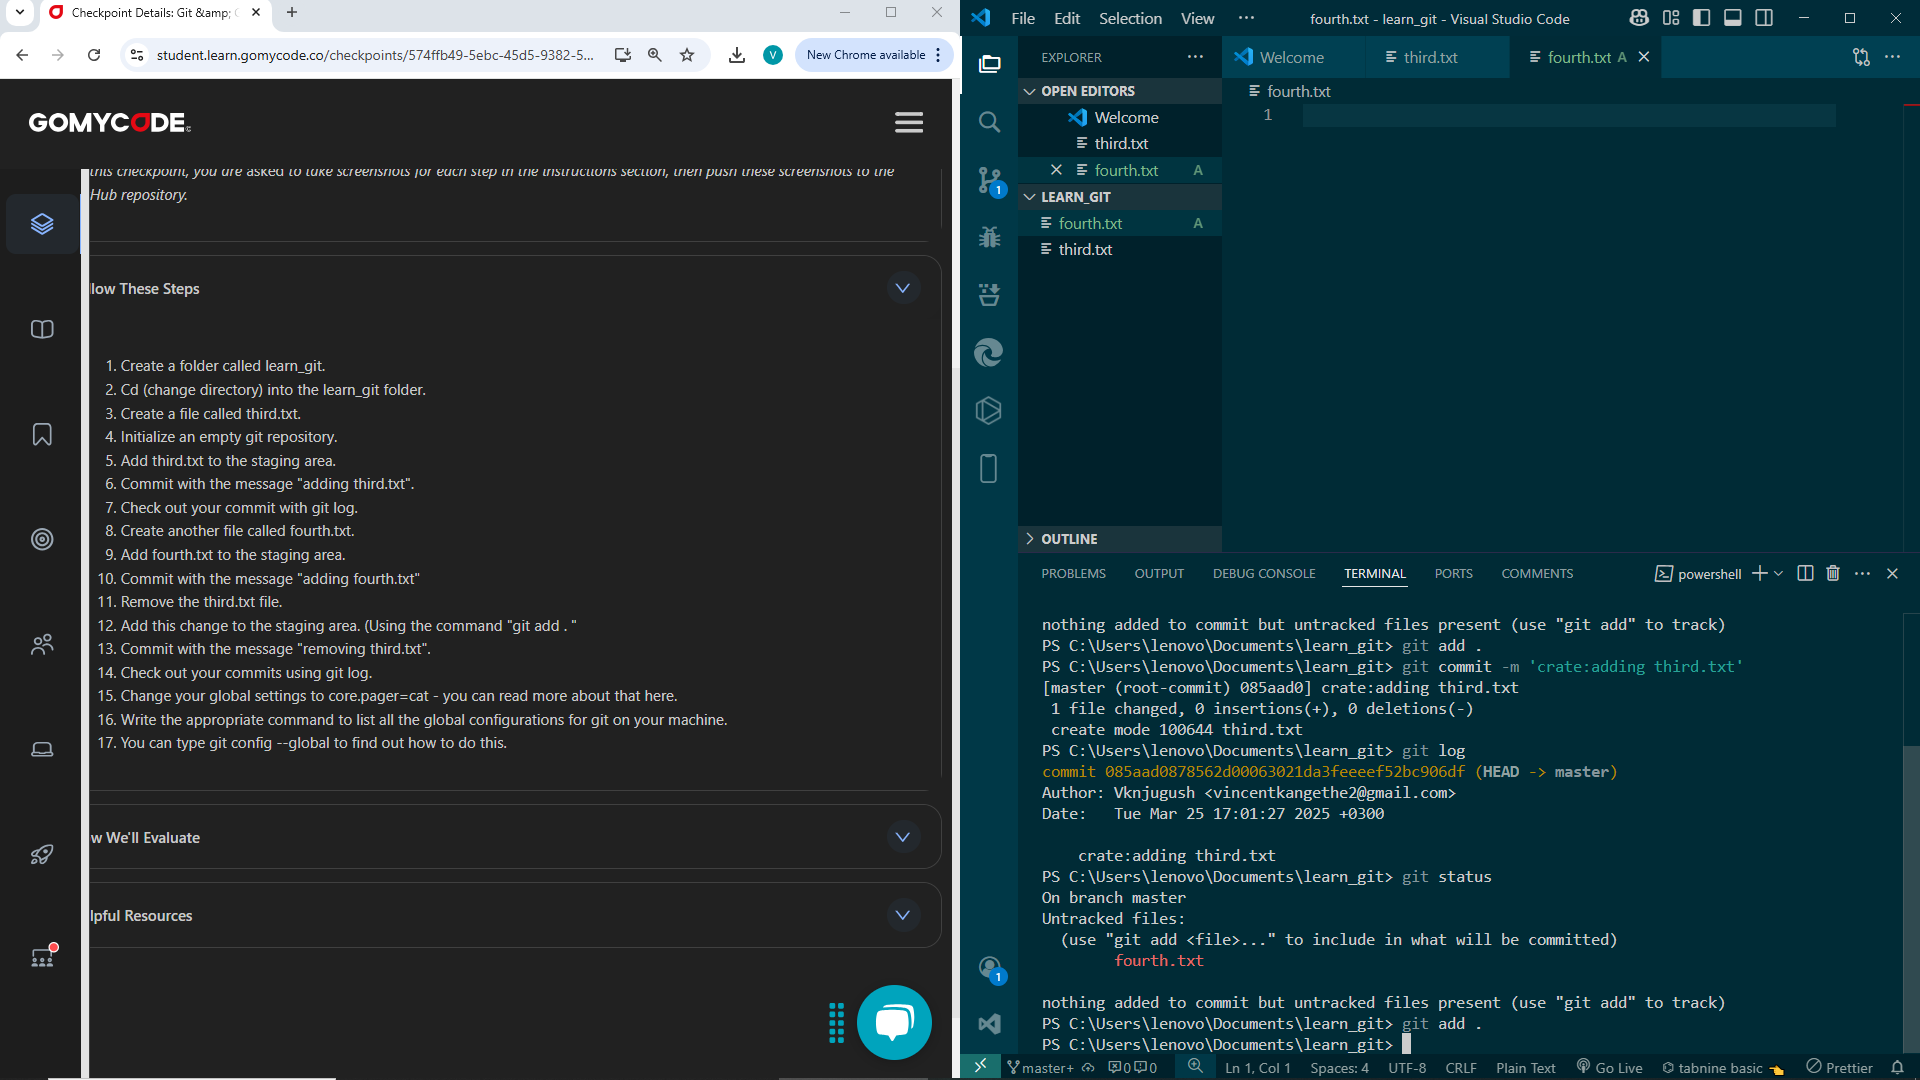 Checkpoint Details: Git &amp; C
student.learn.gomycode.co/checkpoints/574ffb49-5ebc-45d5-9382-5...
V
New Chrome available
GOMYCODE
this checkpoint, you are asked to take screenshots for each step in the instructions section, then push these screenshots to the
Hub repository.
llow These Steps
1. Create a folder called learn_git.
2. Cd (change directory) into the learn_git folder.
3. Create a file called third.txt.
4. Initialize an empty git repository.
5. Add third.txt to the staging area.
6. Commit with the message "adding third.txt".
7. Check out your commit with git log.
8. Create another file called fourth.txt.
9. Add fourth.txt to the staging area.
10. Commit with the message "adding fourth.txt"
11. Remove the third.txt file.
12. Add this change to the staging area. (Using the command "git add . "
13. Commit with the message "removing third.txt".
14. Check out your commits using git log.
15. Change your global settings to core.pager=cat - you can read more about that here.
16. Write the appropriate command to list all the global configurations for git on your machine.
17. You can type git config --global to find out how to do this.
w We'll Evaluate
lpful Resources
File Edit Selection View ... fourth.txt - learn_git - Visual Studio Code
EXPLORER
Welcome third.txt fourth.txt A
OPEN EDITORS
Welcome
third.txt
fourth.txt A
LEARN_GIT
fourth.txt A
third.txt
OUTLINE
1
1
fourth.txt
1
PROBLEMS OUTPUT DEBUG CONSOLE TERMINAL PORTS COMMENTS powershell
nothing added to commit but untracked files present (use "git add" to track)
PS C:\Users\lenovo\Documents\learn_git> git add .
PS C:\Users\lenovo\Documents\learn_git> git commit -m 'crate:adding third.txt'
[master (root-commit) 085aad0] crate:adding third.txt
1 file changed, 0 insertions(+), 0 deletions(-)
create mode 100644 third.txt
PS C:\Users\lenovo\Documents\learn_git> git log
commit 085aad0878562d00063021da3feeeef52bc906df (HEAD -> master)
Author: Vknjugush <vincentkangethe2@gmail.com>
Date: Tue Mar 25 17:01:27 2025 +0300
crate:adding third.txt
PS C:\Users\lenovo\Documents\learn_git> git status
On branch master
Untracked files:
(use "git add <file>..." to include in what will be committed)
fourth.txt
nothing added to commit but untracked files present (use "git add" to track)
PS C:\Users\lenovo\Documents\learn_git> git add .
PS C:\Users\lenovo\Documents\learn_git>
master+ 0 0 Ln 1, Col 1 Spaces: 4 UTF-8 CRLF Plain Text Go Live tabnine basic Prettier